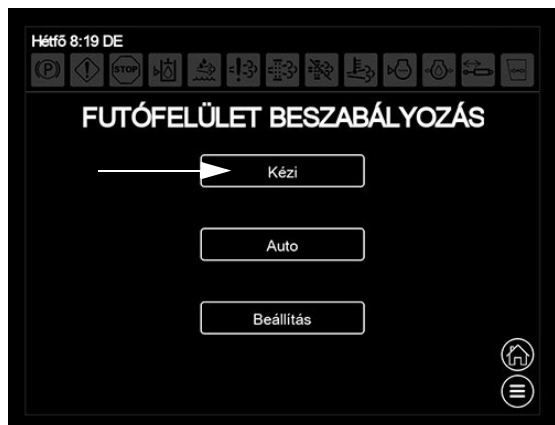 Hétfő 8:19 DE
STOP
FUTÓFELÜLET BESZABÁLYOZÁS
Kézi
Auto
Beállítás